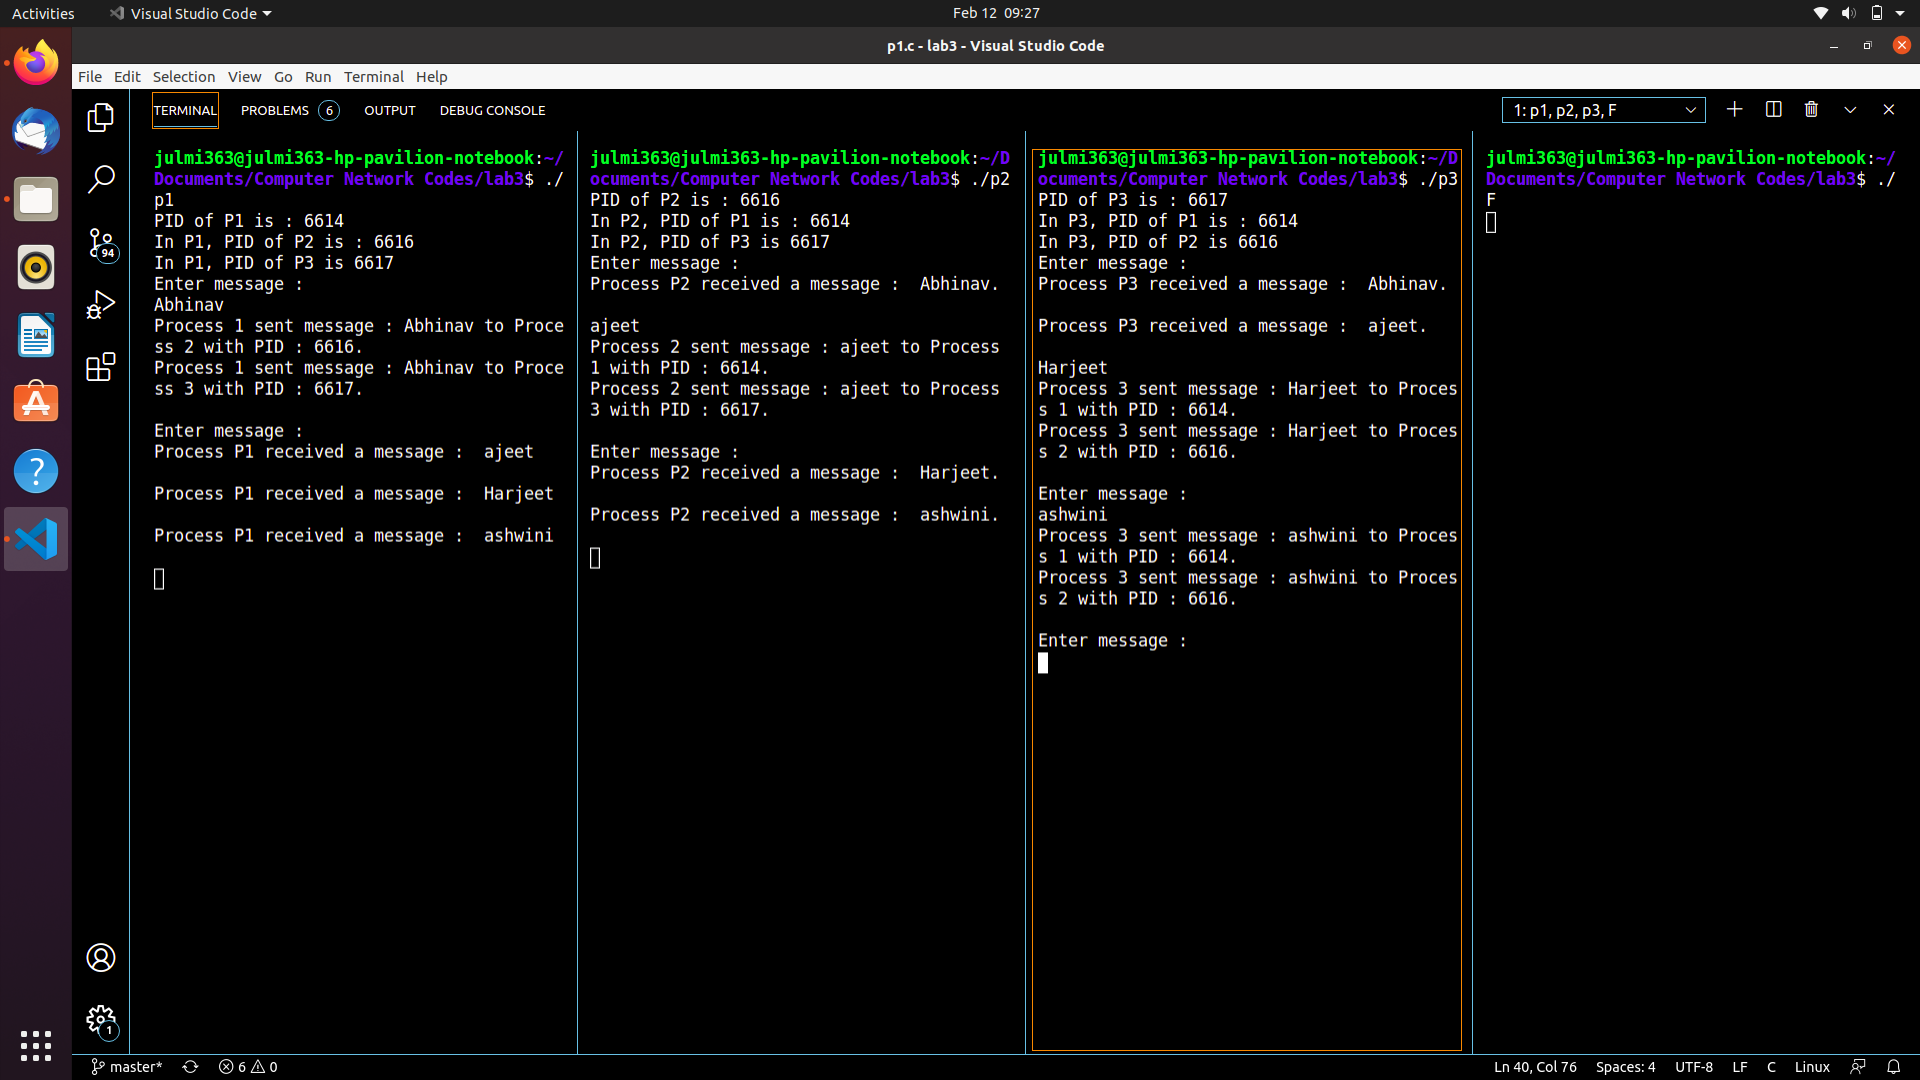 Activities
Visual Studio Code
Feb 12 09:27
p1.c - lab3 - Visual Studio Code
File Edit Selection View Go Run Terminal Help
TERMINAL PROBLEMS 6 OUTPUT DEBUG CONSOLE
1: p1, p2, p3, F
julmi363@julmi363-hp-pavilion-notebook:~/
Documents/Computer Network Codes/lab3$ ./
p1
PID of P1 is : 6614
In P1, PID of P2 is : 6616
In P1, PID of P3 is 6617
Enter message :
Abhinav
Process 1 sent message : Abhinav to Proce
ss 2 with PID : 6616.
Process 1 sent message : Abhinav to Proce
ss 3 with PID : 6617.
Enter message :
Process P1 received a message :  ajeet
Process P1 received a message :  Harjeet
Process P1 received a message :  ashwini
julmi363@julmi363-hp-pavilion-notebook:~/D
ocuments/Computer Network Codes/lab3$ ./p2
PID of P2 is : 6616
In P2, PID of P1 is : 6614
In P2, PID of P3 is 6617
Enter message :
Process P2 received a message :  Abhinav.
ajeet
Process 2 sent message : ajeet to Process
1 with PID : 6614.
Process 2 sent message : ajeet to Process
3 with PID : 6617.
Enter message :
Process P2 received a message :  Harjeet.
Process P2 received a message :  ashwini.
julmi363@julmi363-hp-pavilion-notebook:~/D
ocuments/Computer Network Codes/lab3$ ./p3
PID of P3 is : 6617
In P3, PID of P1 is : 6614
In P3, PID of P2 is 6616
Enter message :
Process P3 received a message :  Abhinav.
Process P3 received a message :  ajeet.
Harjeet
Process 3 sent message : Harjeet to Proces
s 1 with PID : 6614.
Process 3 sent message : Harjeet to Proces
s 2 with PID : 6616.
Enter message :
ashwini
Process 3 sent message : ashwini to Proces
s 1 with PID : 6614.
Process 3 sent message : ashwini to Proces
s 2 with PID : 6616.
Enter message :
julmi363@julmi363-hp-pavilion-notebook:~/
Documents/Computer Network Codes/lab3$ ./
F
94
1
master* 6 0
Ln 40, Col 76 Spaces: 4 UTF-8 LF C Linux